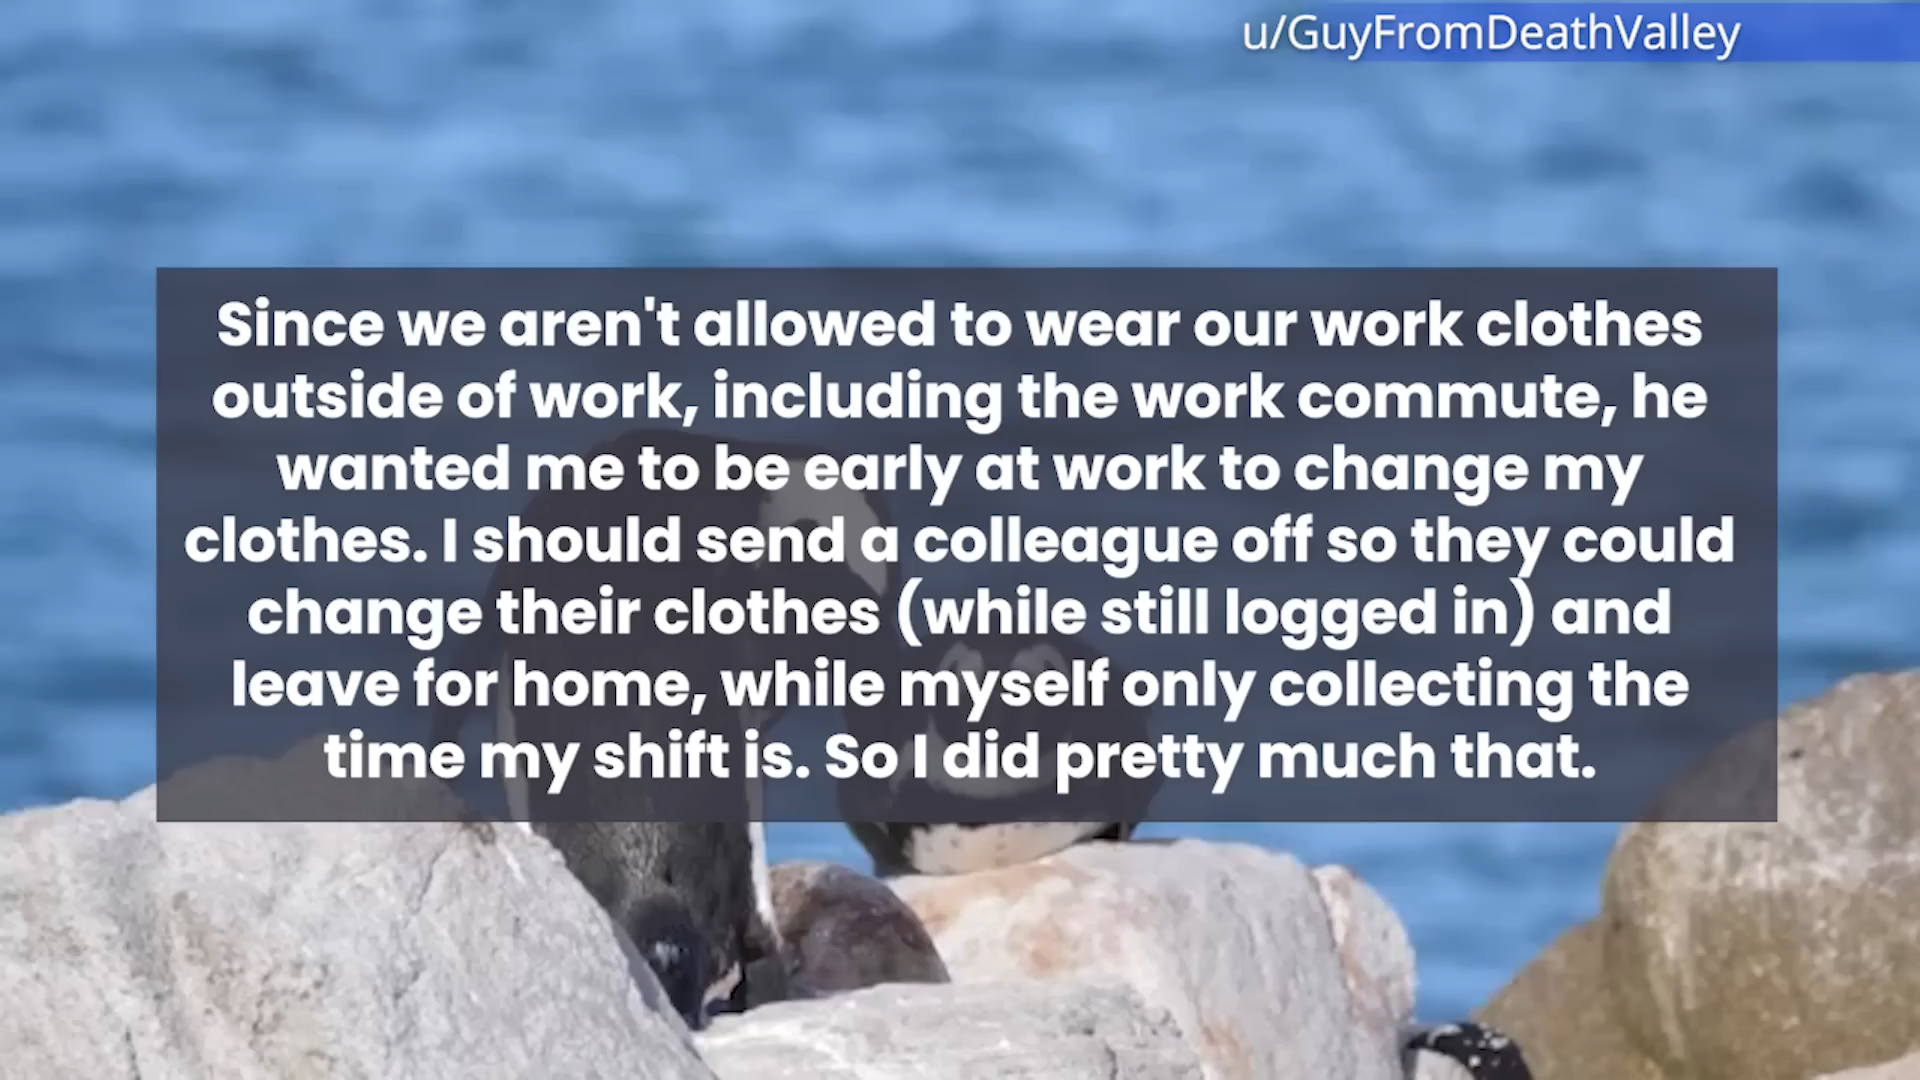 u/GuyFromDeathValley
Since we aren't allowed to wear our work clothes
outside of work, including the work commute, he
wanted me to be early at work to change my
clothes. I should send a colleague off so they could
change their clothes (while still logged in) and
leave for home, while myself only collecting the
time my shift is. So I did pretty much that.